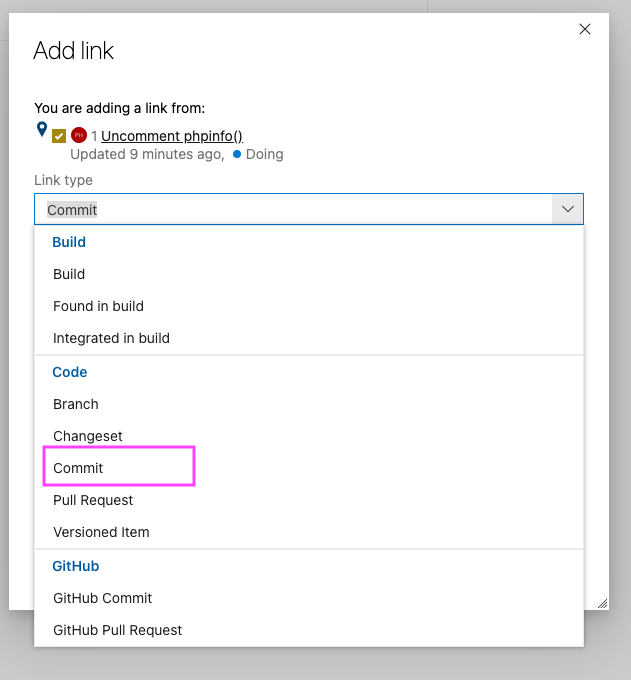 Add link
You are adding a link from:
PH 1 Uncomment phpinfo()
Updated 9 minutes ago, Doing
Link type
Commit
Build
Build
Found in build
Integrated in build
Code
Branch
Changeset
Commit
Pull Request
Versioned Item
GitHub
GitHub Commit
GitHub Pull Request